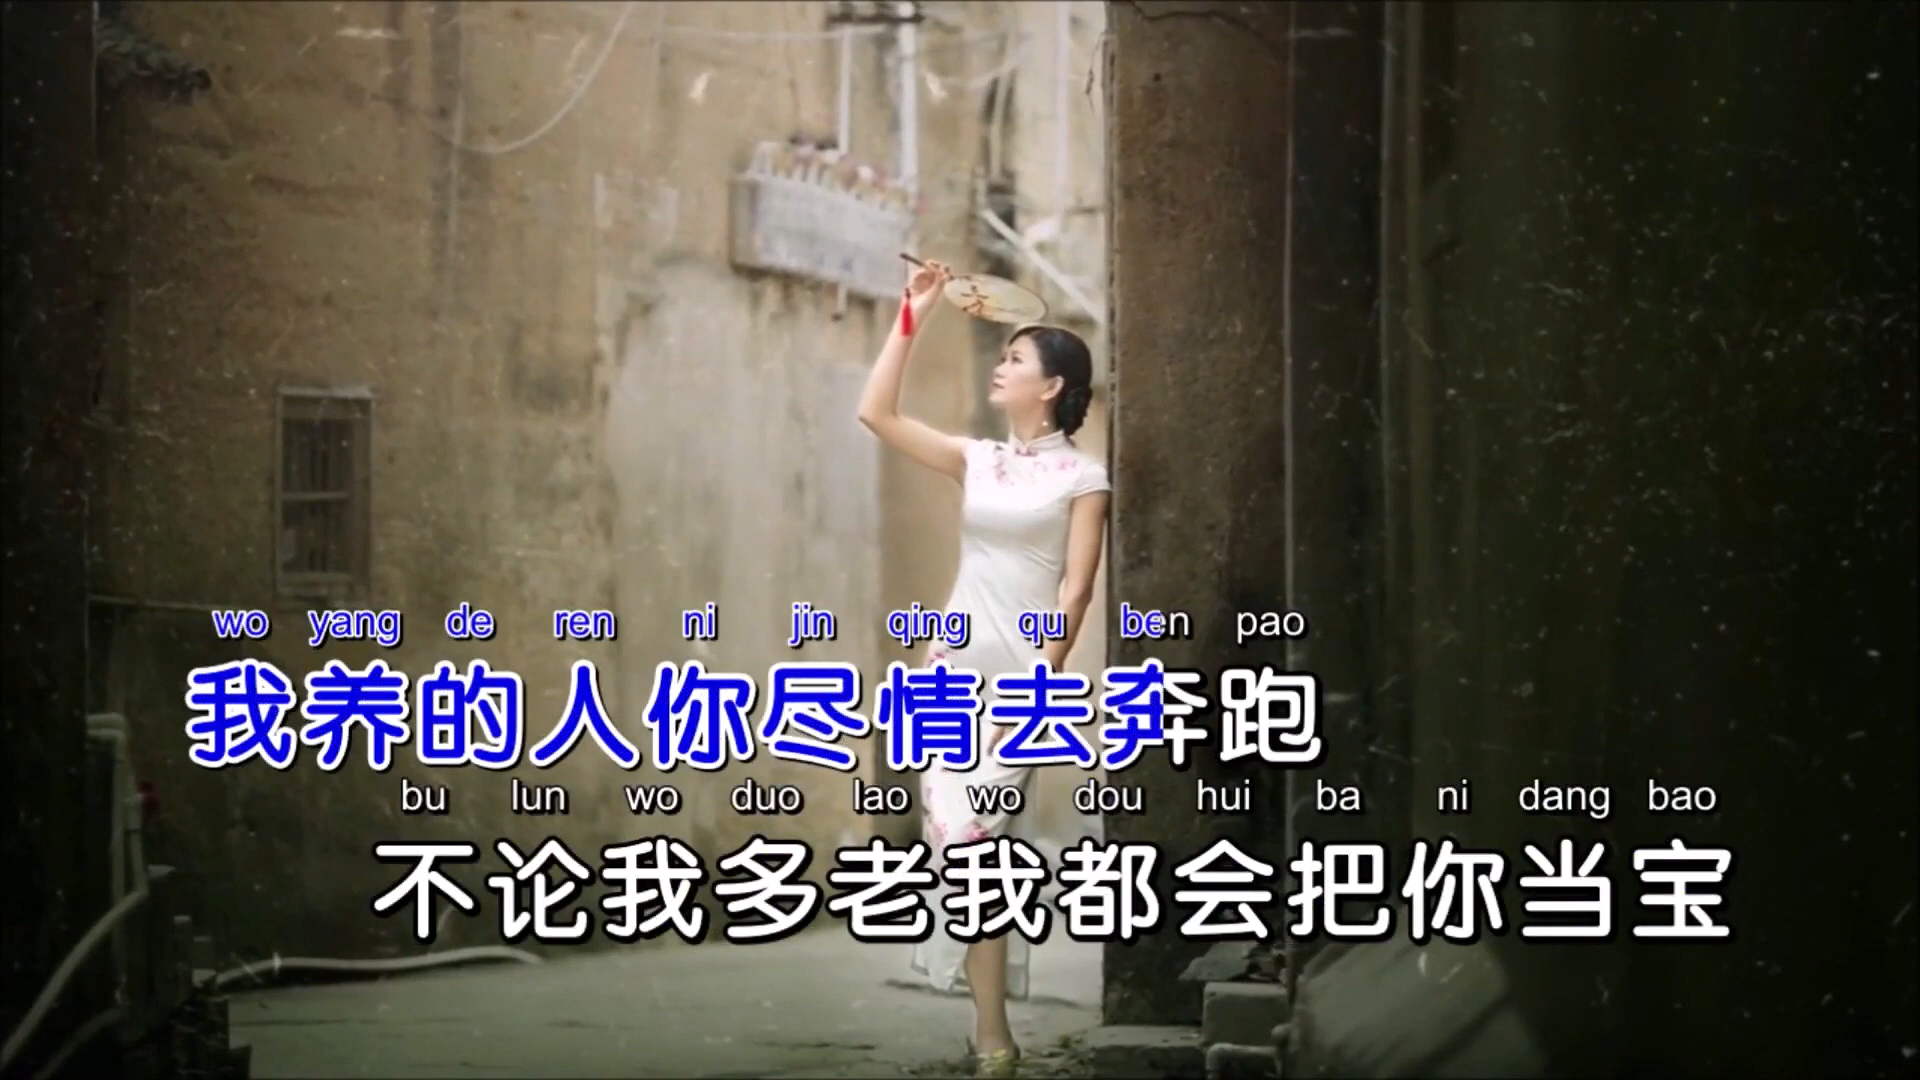 wo yang de ren ni jin qing qu ben pao
我养的人你尽情去奔跑
bu lun wo duo lao wo dou hui ba ni dang bao
不论我多老我都会把你当宝